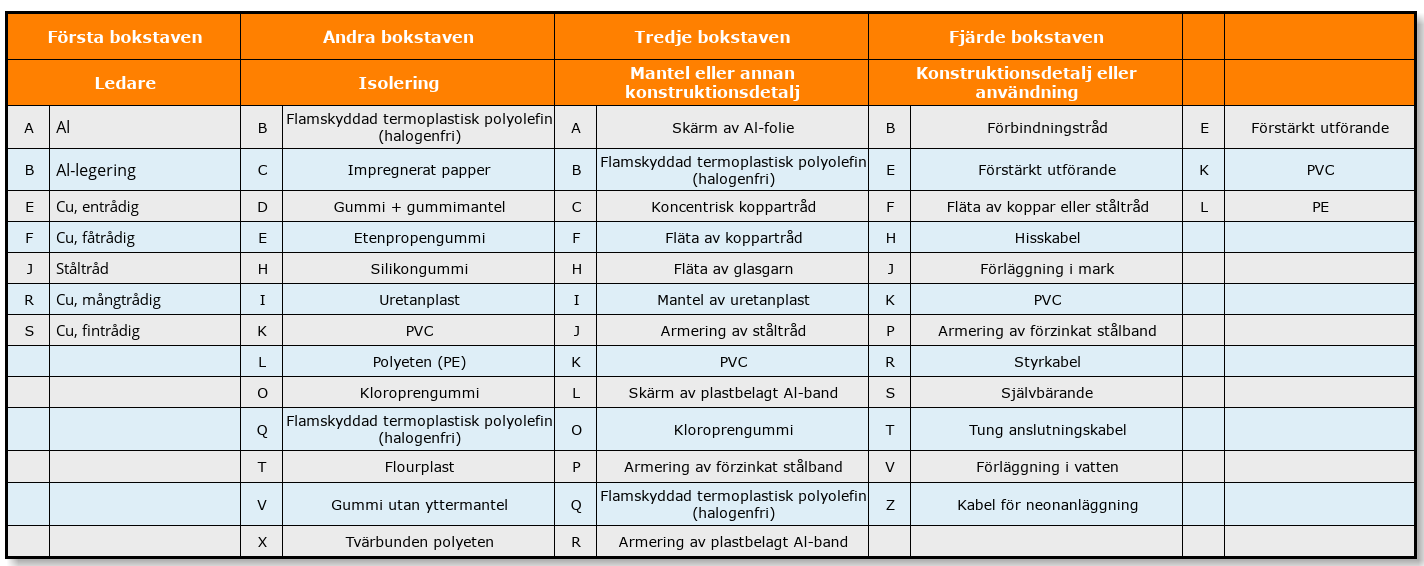 Första bokstaven Andra bokstaven Tredje bokstaven Fjärde bokstaven
Ledare Isolering Mantel eller annan konstruktionsdetalj Konstruktionsdetalj eller användning
A Al B Flamskyddad termoplastisk polyolefin (halogenfri) A Skärm av Al-folie B Förbindningstråd E Förstärkt utförande
B Al-legering C Impregnerat papper B Flamskyddad termoplastisk polyolefin (halogenfri) E Förstärkt utförande K PVC
E Cu, entrådig D Gummi + gummimantel C Koncentrisk koppartråd F Fläta av koppar eller ståltråd L PE
F Cu, fåtrådig E Etenpropengummi F Fläta av koppartråd H Hisskabel
J Ståltråd H Silikongummi H Fläta av glasgarn J Förläggning i mark
R Cu, mångtrådig I Uretanplast I Mantel av uretanplast K PVC
S Cu, fintrådig K PVC J Armering av ståltråd P Armering av förzinkat stålband
L Polyeten (PE) K PVC R Styrkabel
O Kloroprengummi L Skärm av plastbelagt Al-band S Självbärande
Q Flamskyddad termoplastisk polyolefin (halogenfri) O Kloroprengummi T Tung anslutningskabel
T Flourplast P Armering av förzinkat stålband V Förläggning i vatten
V Gummi utan yttermantel Q Flamskyddad termoplastisk polyolefin (halogenfri) Z Kabel för neonanläggning
X Tvärbunden polyeten R Armering av plastbelagt Al-band